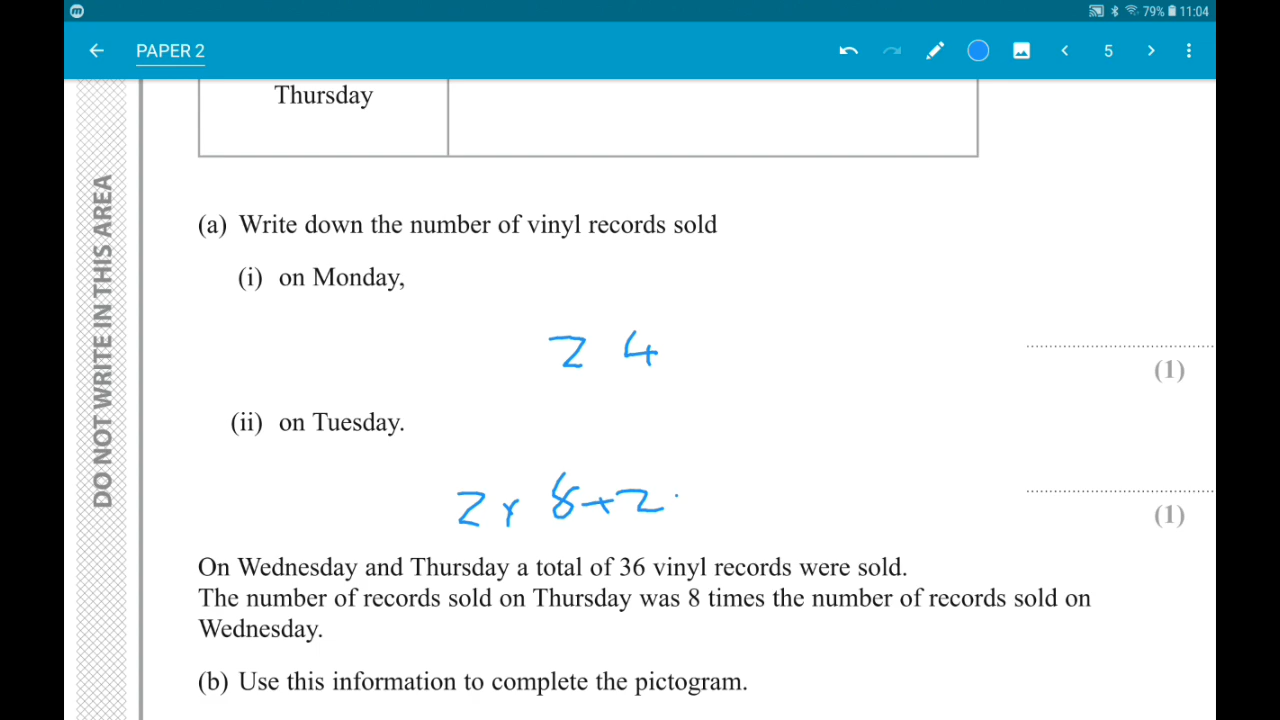 79% 11:04
PAPER 2
5
Thursday
(a) Write down the number of vinyl records sold
(i) on Monday,
24
(1)
(ii) on Tuesday.
2 x 8+2
(1)
On Wednesday and Thursday a total of 36 vinyl records were sold.
The number of records sold on Thursday was 8 times the number of records sold on
Wednesday.
(b) Use this information to complete the pictogram.
DO NOT WRITE IN THIS AREA